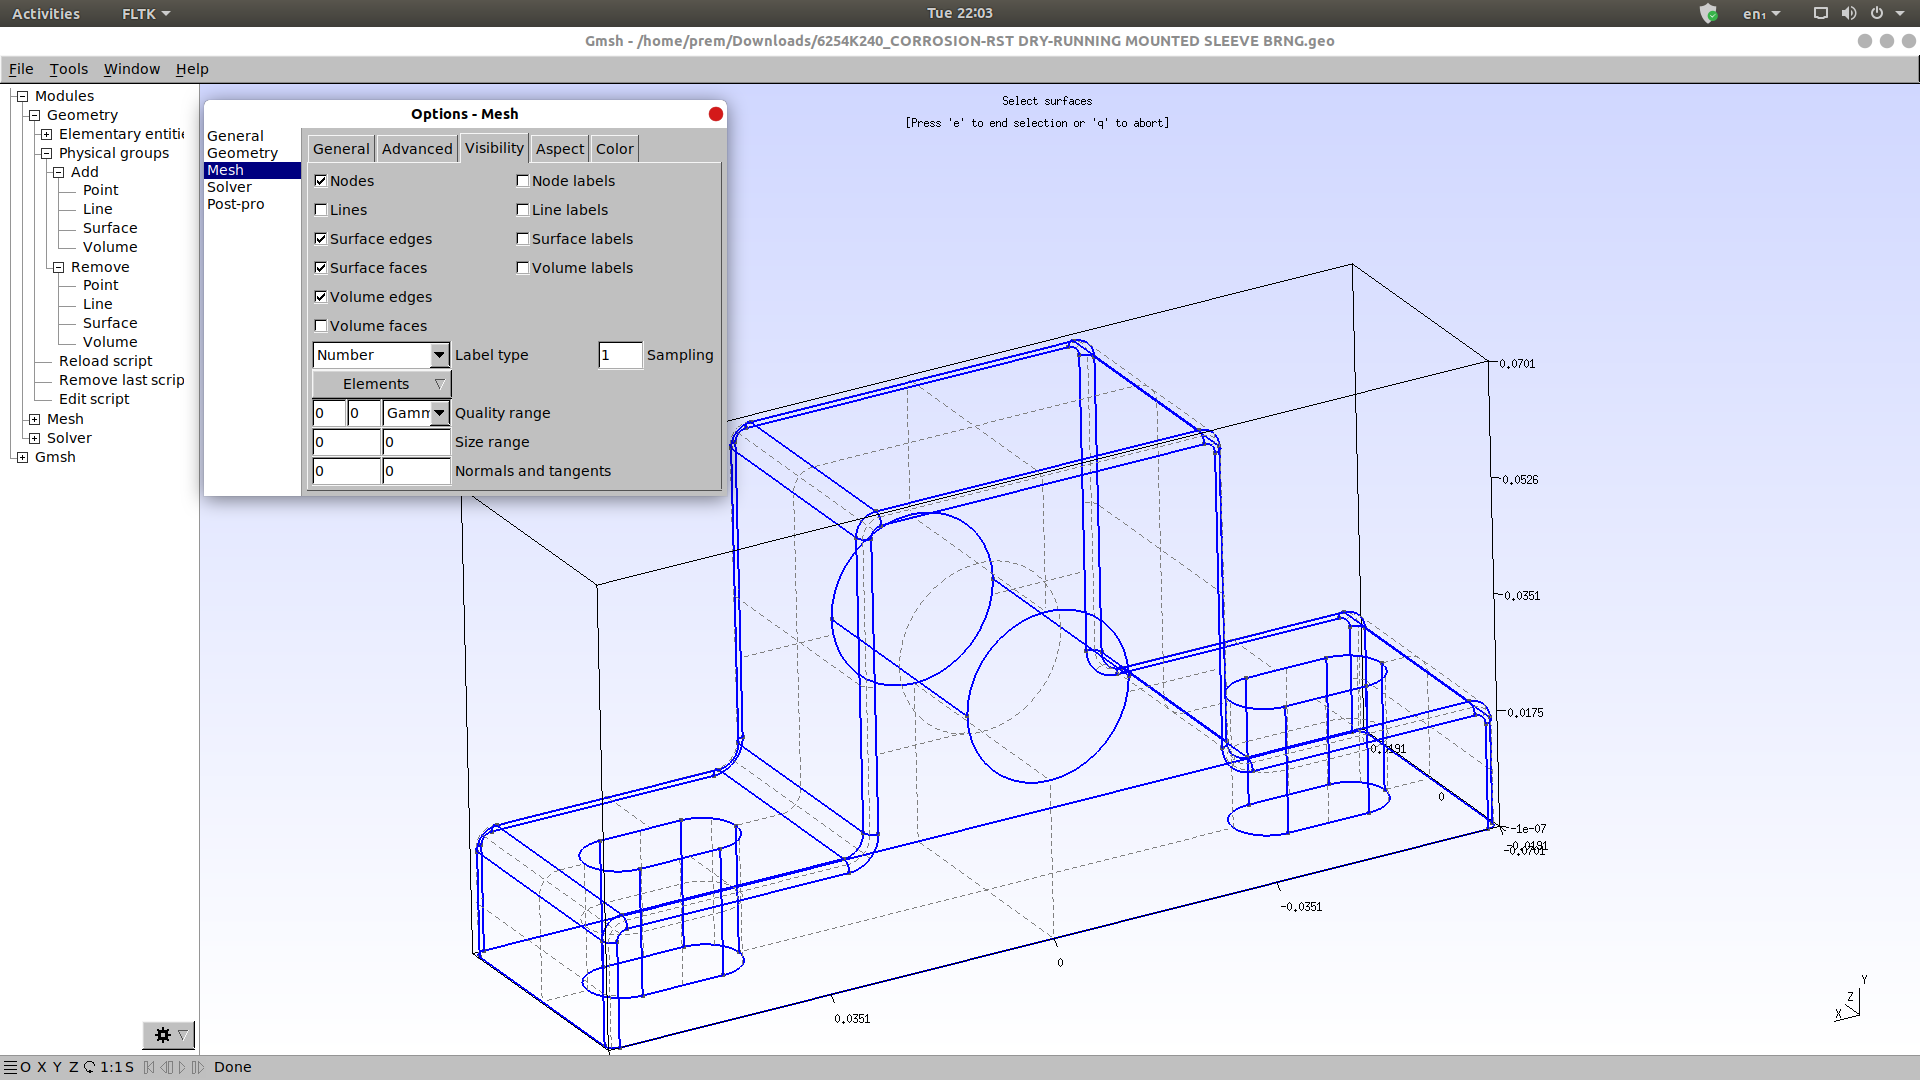 Activities FLTK Tue 22:03 en₁
Gmsh - /home/prem/Downloads/6254K240_CORROSION-RST DRY-RUNNING MOUNTED SLEEVE BRNG.geo
File Tools Window Help
Modules
Geometry
Elementary entitie
Physical groups
Add
Point
Line
Surface
Volume
Remove
Point
Line
Surface
Volume
Reload script
Remove last scrip
Edit script
Mesh
Solver
Gmsh
Options - Mesh
General
Geometry
Mesh
Solver
Post-pro
General Advanced Visibility Aspect Color
Nodes Node labels
Lines Line labels
Surface edges Surface labels
Surface faces Volume labels
Volume edges
Volume faces
Number Label type 1 Sampling
Elements
0 0 Gamm Quality range
0 0 Size range
0 0 Normals and tangents
Select surfaces
[Press 'e' to end selection or 'q' to abort]
0.0701
0.0526
0.0351
0.0175
0.0191
0
-1e-07
-0.0191
-0.0701
-0.0351
0
0.0351
Y
Z
X
O X Y Z 1:1 S Done